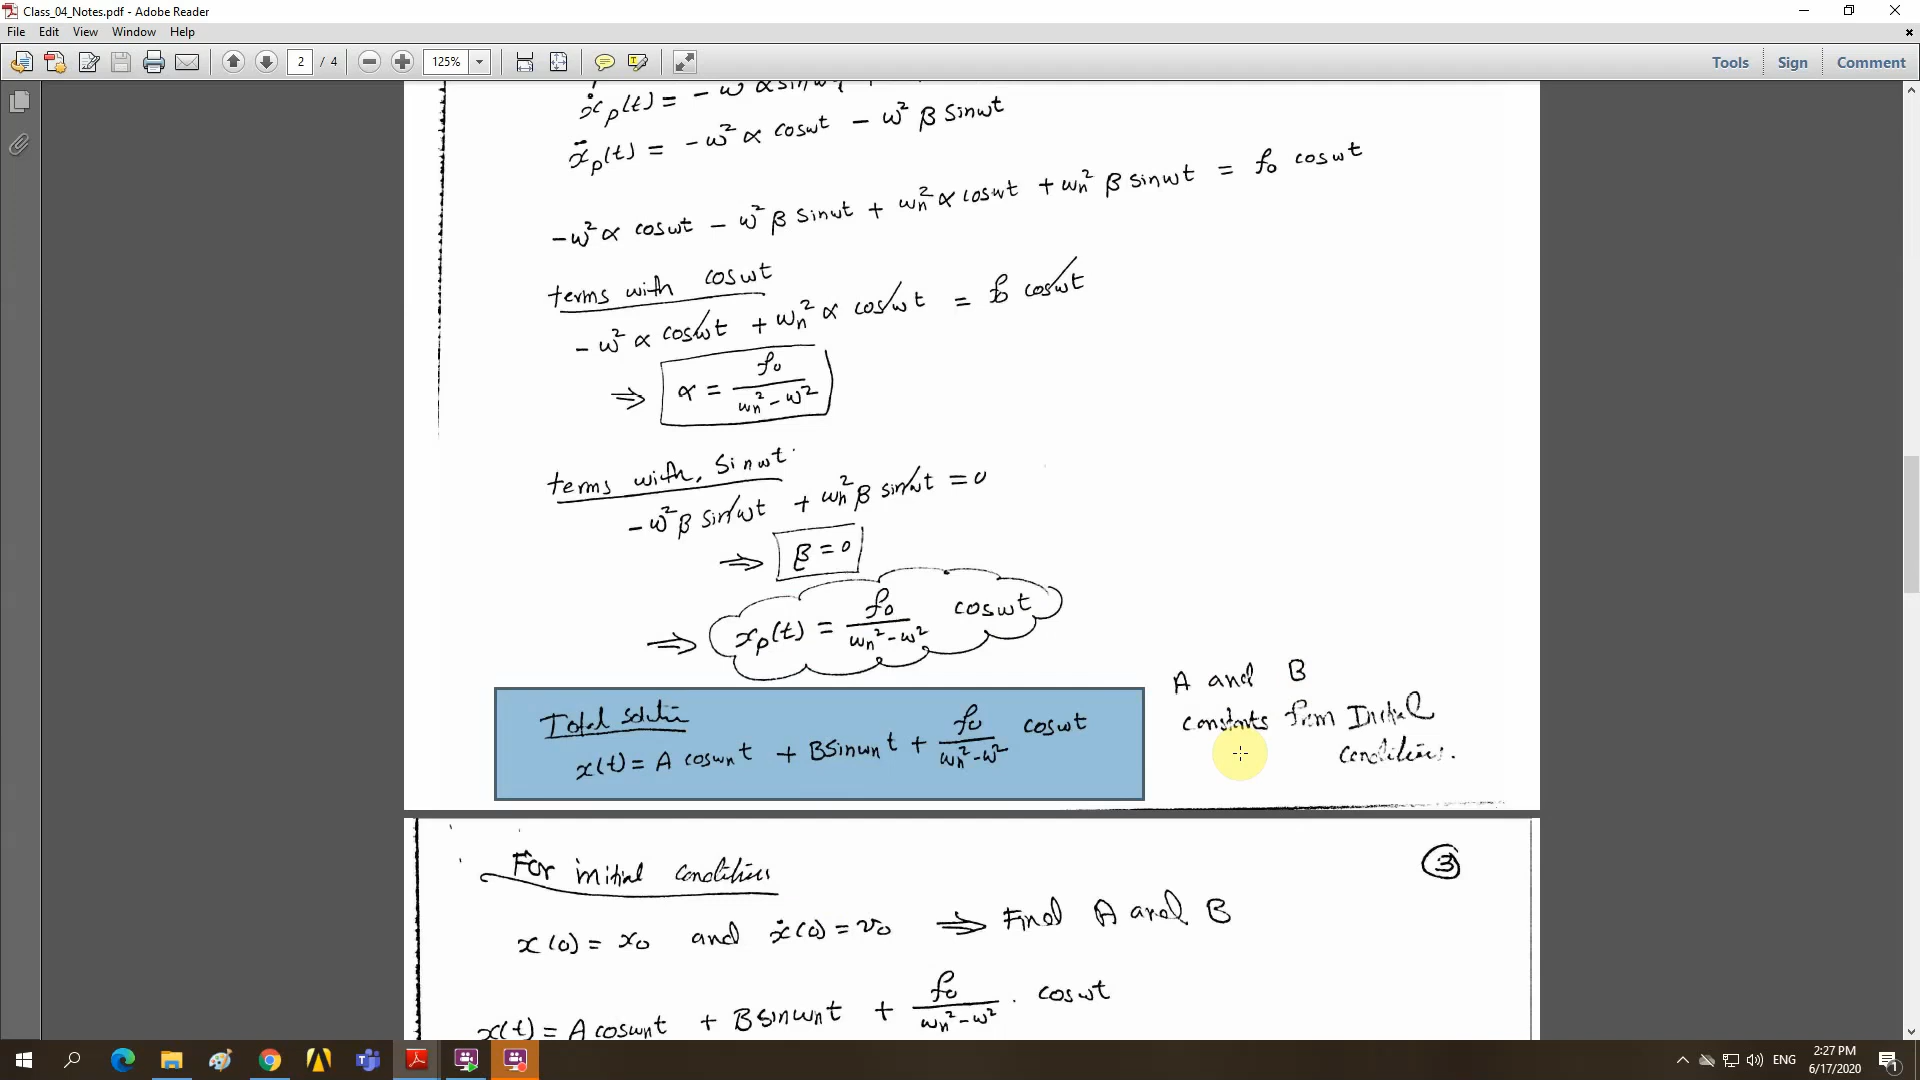 Class_04_Notes.pdf - Adobe Reader
File Edit View Window Help
2 / 4 125% Tools Sign Comment
ẋp(t) = - ω α sinωt
ẍp(t) = - ω² α cosωt - ω² β sinωt
-ω² α cosωt - ω² β sinωt + ωn² α cosωt + ωn² β sinωt = f₀ cosωt
terms with cosωt
- ω² α cosωt + ωn² α cosωt = f₀ cosωt
⇒ α = f₀ / (ωn² - ω²)
terms with sinωt
- ω² β sinωt + ωn² β sinωt = 0
⇒ β = 0
⇒ xp(t) = f₀ / (ωn² - ω²) cosωt
A and B
constants from Initial
conditions.
Total solution
x(t) = A cosωnt + B sinωnt + f₀ / (ωn² - ω²) cosωt
For initial conditions
3
x(0) = x₀ and ẋ(0) = v₀ ⇒ Find A and B
x(t) = A cosωnt + B sinωnt + f₀ / (ωn² - ω²) . cosωt
ENG
2:27 PM
6/17/2020
1